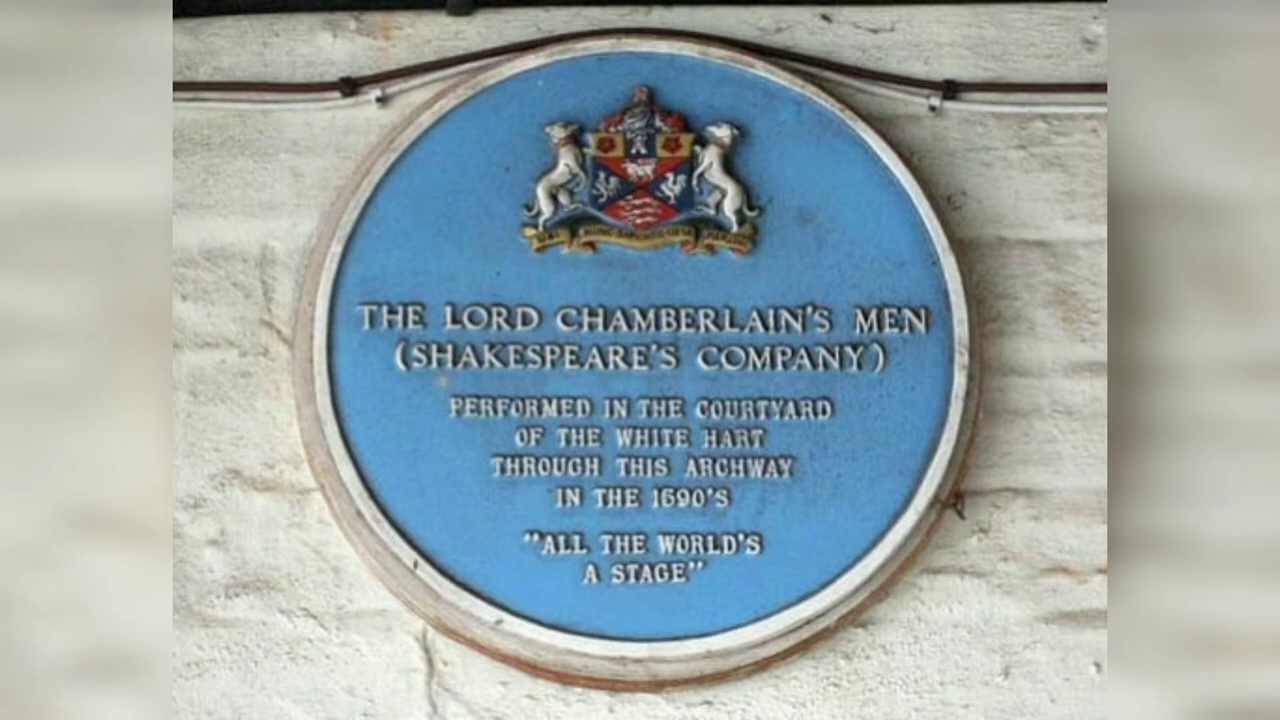 THE LORD CHAMBERLAIN'S MEN
(SHAKESPEARE'S COMPANY)
PERFORMED IN THE COURTYARD
OF THE WHITE HART
THROUGH THIS ARCHWAY
IN THE 1590'S
"ALL THE WORLD'S
A STAGE"